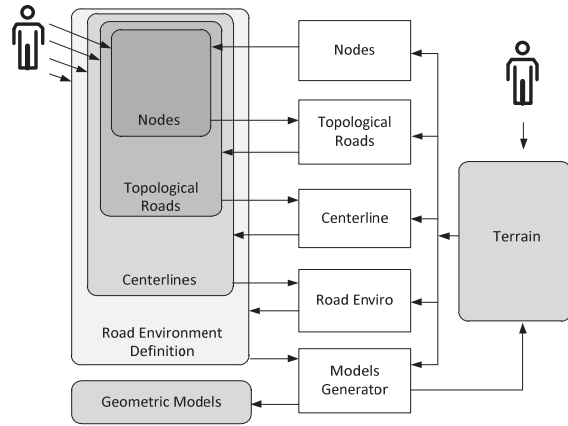 Nodes
Topological
Roads
Centerlines
Road Environment
Definition
Geometric Models
Nodes
Topological
Roads
Centerline
Road Enviro
Models
Generator
Terrain